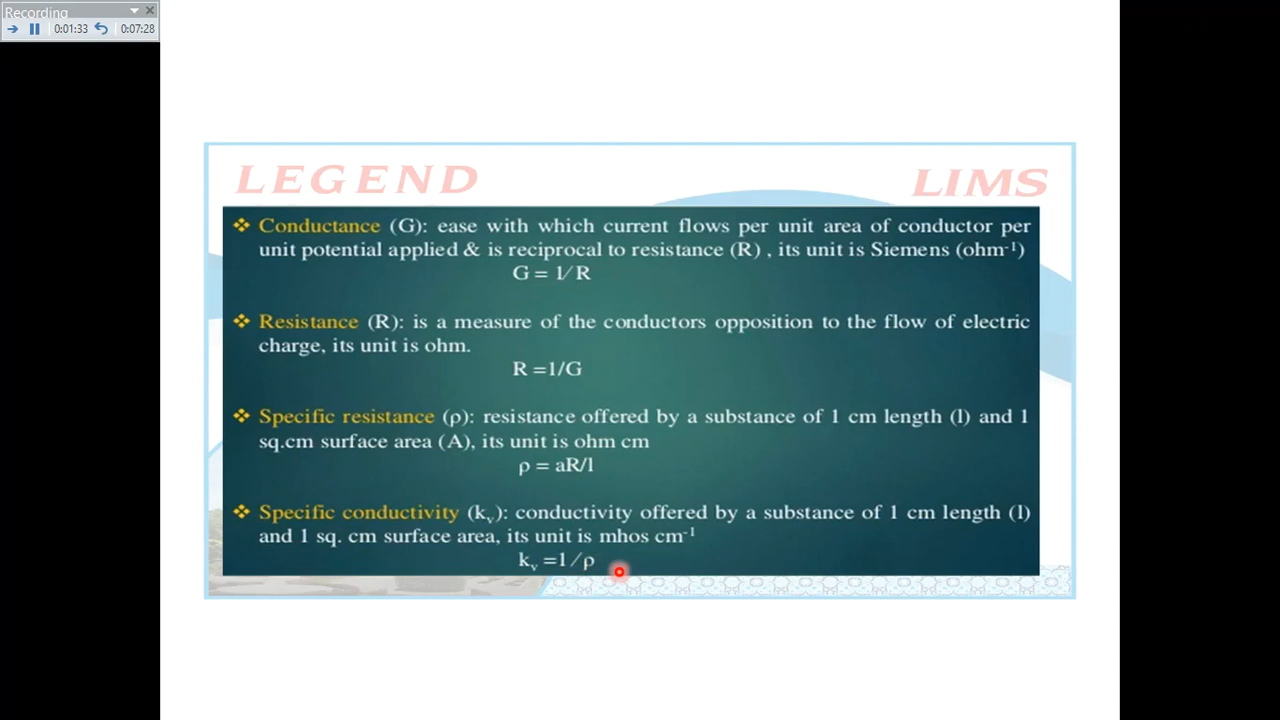 Recording
0:01:33 0:07:28
LEGEND LIMS
❖ Conductance (G): ease with which current flows per unit area of conductor per
unit potential applied & is reciprocal to resistance (R) , its unit is Siemens (ohm⁻¹)
G = 1/ R
❖ Resistance (R): is a measure of the conductors opposition to the flow of electric
charge, its unit is ohm.
R =1/G
❖ Specific resistance (ρ): resistance offered by a substance of 1 cm length (l) and 1
sq.cm surface area (A), its unit is ohm cm
ρ = aR/l
❖ Specific conductivity (kᵥ): conductivity offered by a substance of 1 cm length (l)
and 1 sq. cm surface area, its unit is mhos cm⁻¹
kᵥ =1 /ρ